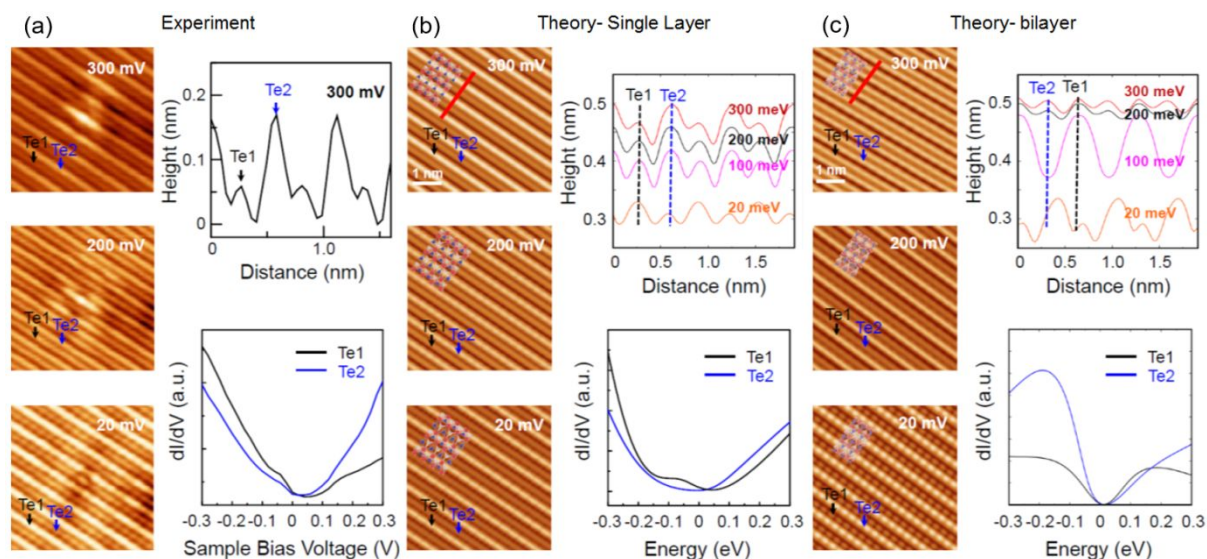 (a) Experiment
300 mV
Te1
Te2
200 mV
Te1
Te2
20 mV
Te1
Te2
Height (nm)
0.2
0.1
0
Te2
Te1
300 mV
0
1.0
Distance (nm)
dI/dV (a.u.)
Te1
Te2
-0.3
-0.2
-0.1
0
0.1
0.2
0.3
Sample Bias Voltage (V)
(b) Theory- Single Layer
300 mV
Te1
Te2
1 nm
200 mV
Te1
Te2
20 mV
Te1
Te2
Height (nm)
0.5
0.4
0.3
Te1
Te2
300 meV
200 meV
100 meV
20 meV
0
0.5
1.0
1.5
Distance (nm)
dI/dV (a.u.)
Te1
Te2
-0.3
-0.2
-0.1
0
0.1
0.2
0.3
Energy (eV)
(c) Theory- bilayer
300 mV
Te1
Te2
1 nm
200 mV
Te1
Te2
20 mV
Te1
Te2
Height (nm)
0.5
0.4
0.3
Te2
Te1
300 meV
200 meV
100 meV
20 meV
0
0.5
1.0
1.5
Distance (nm)
dI/dV (a.u.)
Te1
Te2
-0.3
-0.2
-0.1
0
0.1
0.2
0.3
Energy (eV)